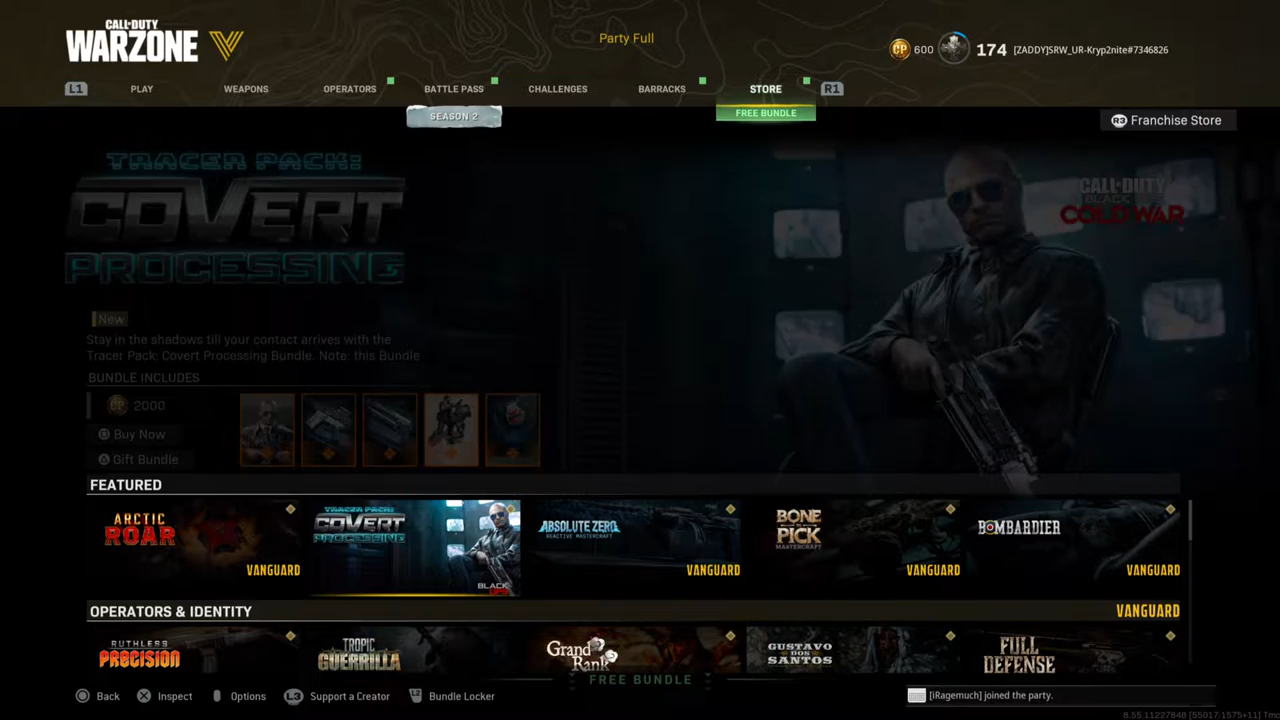 CALL OF DUTY
WARZONE
Party Full
CP 600
174
[ZADDY]SRW_UR-Kryp2nite#7346826
L1 PLAY WEAPONS OPERATORS BATTLE PASS CHALLENGES BARRACKS STORE R1
SEASON 2
FREE BUNDLE
R3 Franchise Store
TRACER PACK:
COVERT
PROCESSING
CALL OF DUTY
BLACK OPS
COLD WAR
New
Stay in the shadows till your contact arrives with the
Tracer Pack: Covert Processing Bundle. Note: this Bundle
BUNDLE INCLUDES
CP 2000
Buy Now
Gift Bundle
FEATURED
ARCTIC
ROAR
VANGUARD
TRACER PACK:
COVERT
PROCESSING
BLACK
OPS
ABSOLUTE ZERO
REACTIVE MASTERCRAFT
VANGUARD
BONE
TO
PICK
MASTERCRAFT
VANGUARD
BOMBARDIER
VANGUARD
OPERATORS & IDENTITY
VANGUARD
RUTHLESS
PRECISION
TROPIC
GUERRILLA
Grand
Rank
GUSTAVO
DOS
SANTOS
FULL
DEFENSE
FREE BUNDLE
Back Inspect Options L3 Support a Creator L2 Bundle Locker
[iRagemuch] joined the party.